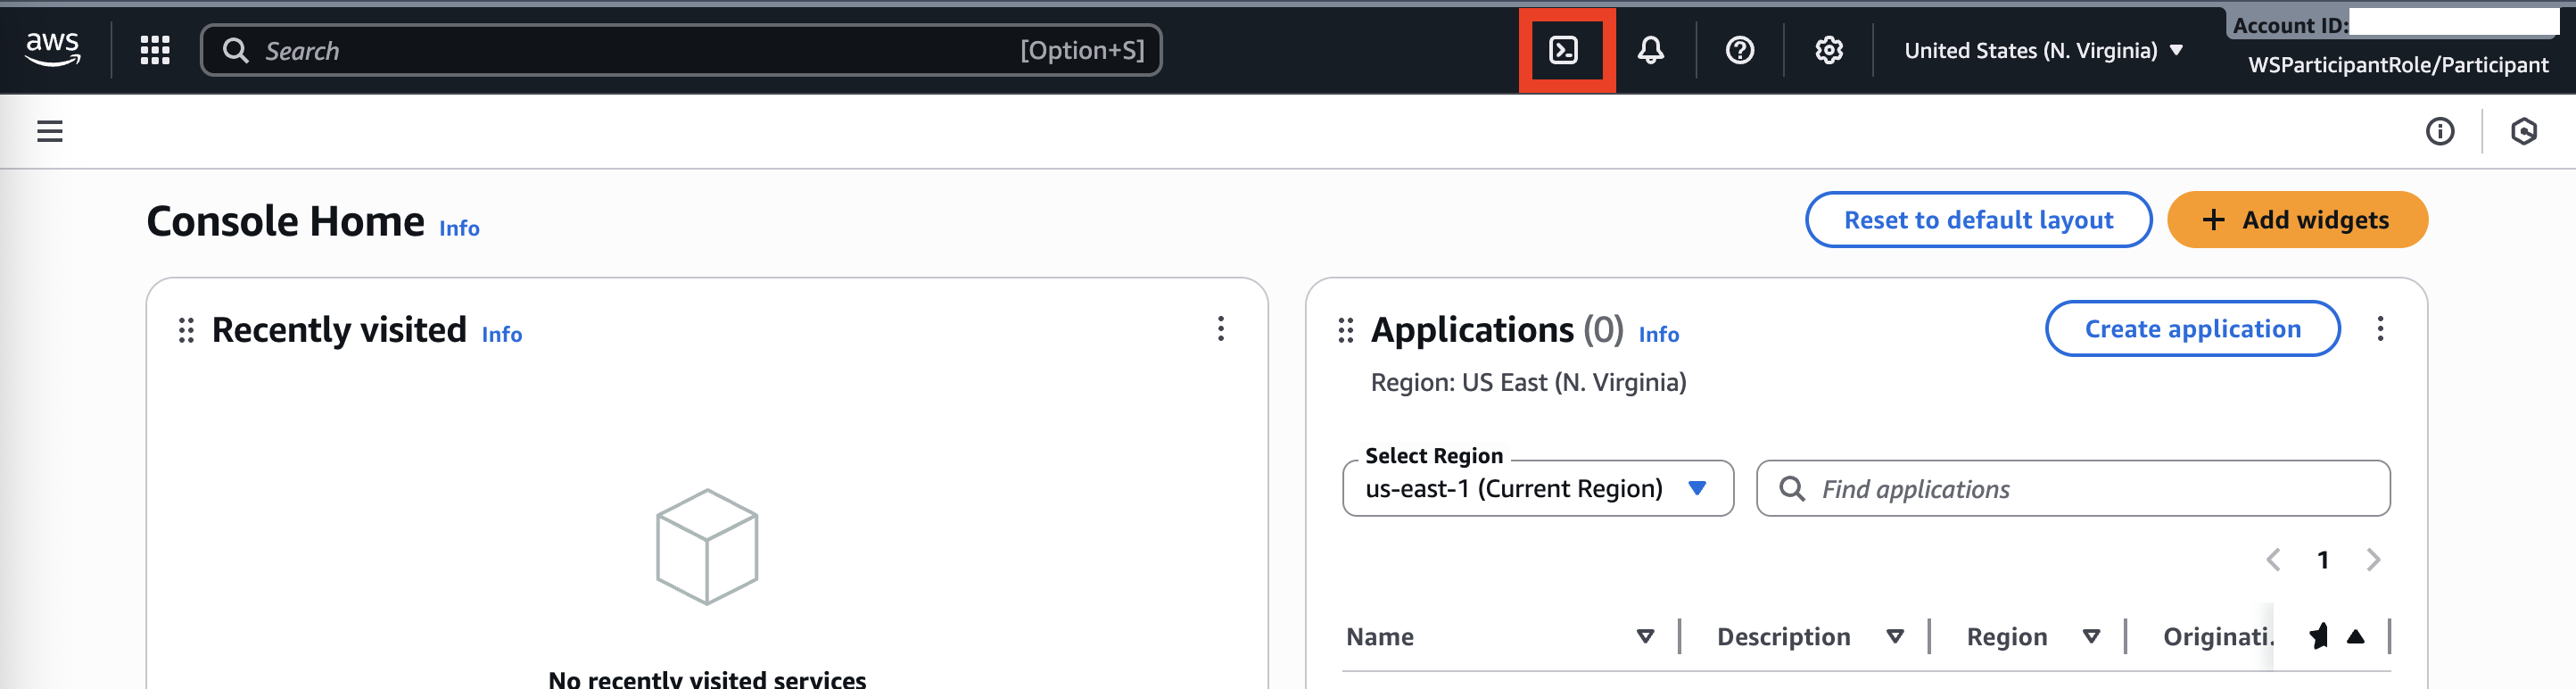 aws
Search [Option+S]
United States (N. Virginia)
Account ID:
WSParticipantRole/Participant
Console Home Info
Reset to default layout
+ Add widgets
Recently visited Info
No recently visited services
Applications (0) Info
Create application
Region: US East (N. Virginia)
Select Region
us-east-1 (Current Region)
Find applications
1
Name Description Region Originati.